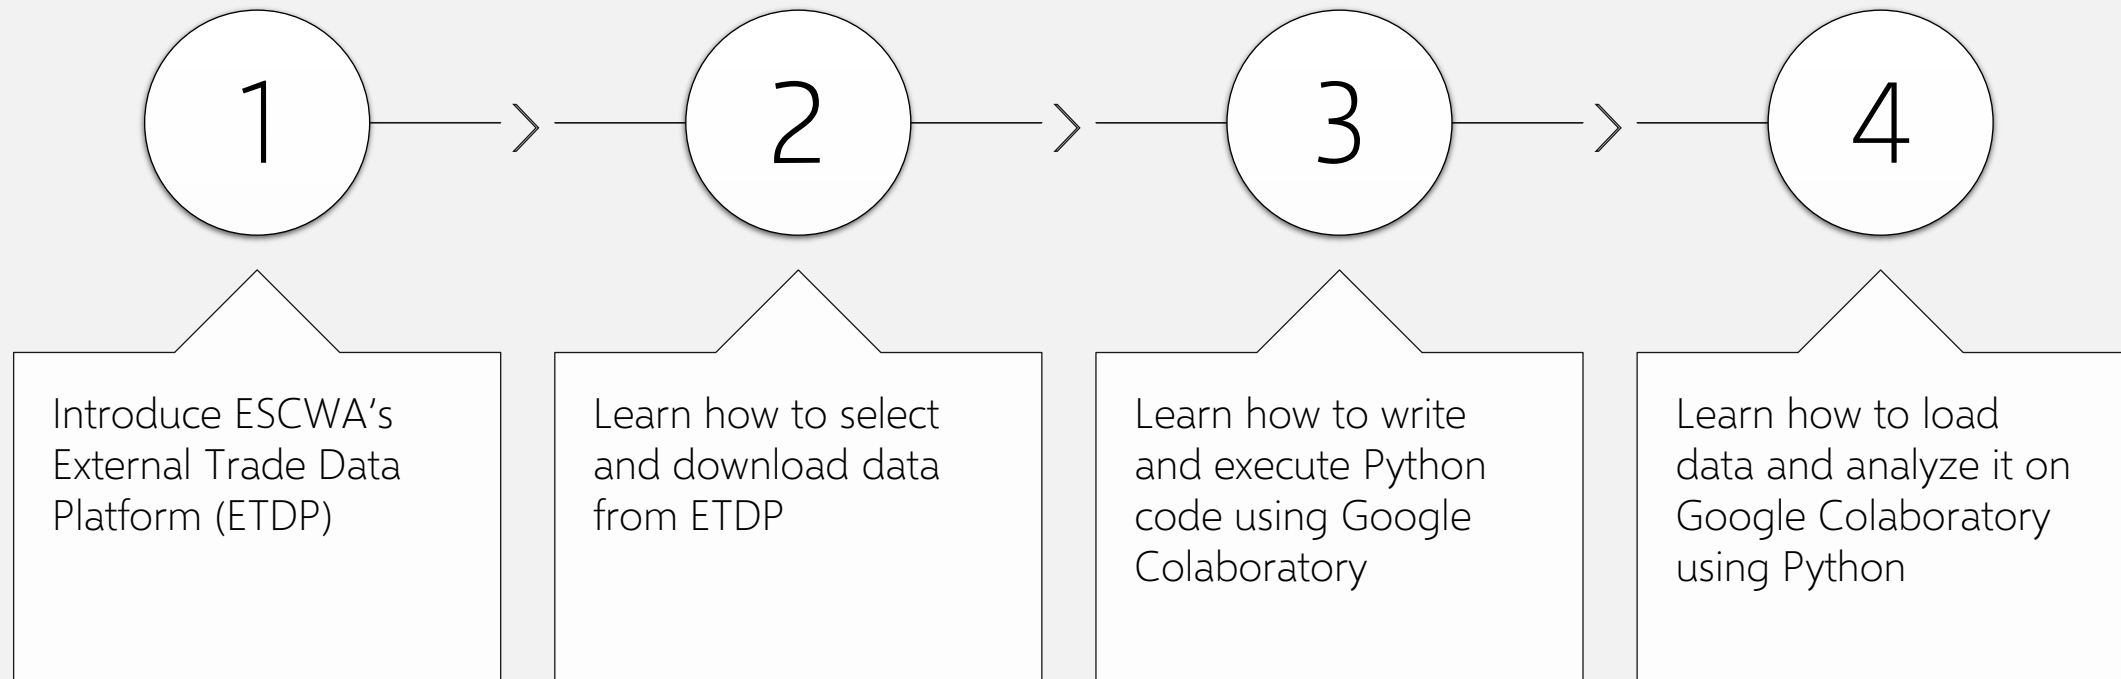 1
2
3
4
Introduce ESCWA's
External Trade Data
Platform (ETDP)
Learn how to select
and download data
from ETDP
Learn how to write
and execute Python
code using Google
Colaboratory
Learn how to load
data and analyze it on
Google Colaboratory
using Python